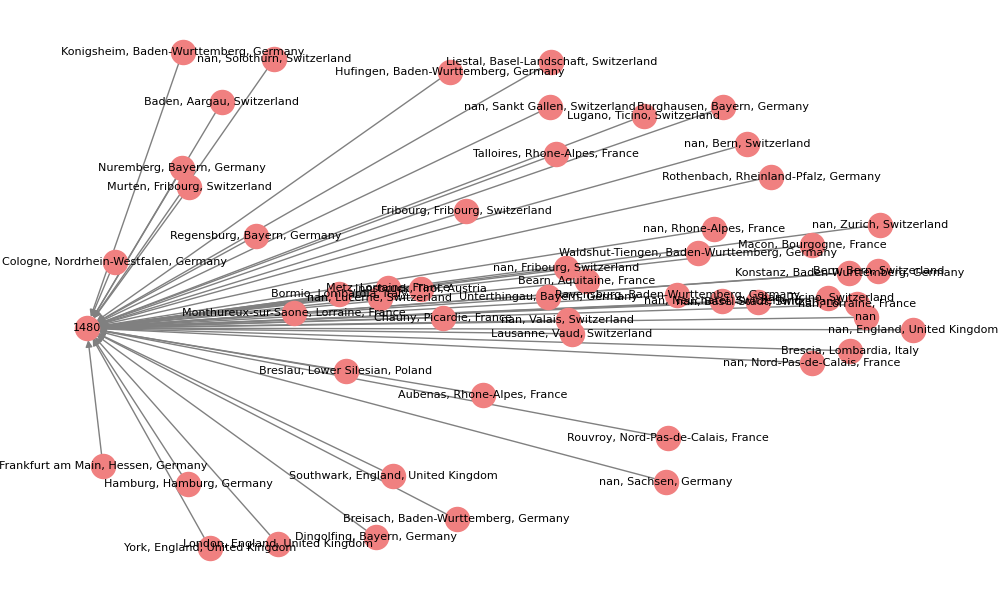 Konigsheim, Baden-Wurttemberg, Germany
nan, Solothurn, Switzerland
Liestal, Basel-Landschaft, Switzerland
Hufingen, Baden-Wurttemberg, Germany
Baden, Aargau, Switzerland
nan, Sankt Gallen, Switzerland
Burghausen, Bayern, Germany
Lugano, Ticino, Switzerland
nan, Bern, Switzerland
Talloires, Rhone-Alpes, France
Nuremberg, Bayern, Germany
Rothenbach, Rheinland-Pfalz, Germany
Murten, Fribourg, Switzerland
Fribourg, Fribourg, Switzerland
nan, Zurich, Switzerland
nan, Rhone-Alpes, France
Regensburg, Bayern, Germany
Macon, Bourgogne, France
Waldshut-Tiengen, Baden-Wurttemberg, Germany
Cologne, Nordrhein-Westfalen, Germany
nan, Fribourg, Switzerland
Konstanz, Baden-Wurttemberg, Germany
Bern, Bern, Switzerland
Bearn, Aquitaine, France
Metz, Lorraine, France
Tirol, Austria
Bormio, Lombardia, Italy
nan, Lucerne, Switzerland
Unterthingau, Bayern, Germany
Ravensburg, Baden-Wurttemberg, Germany
Ticino, Switzerland
nan, Lorraine, France
Monthureux-sur-Saone, Lorraine, France
Chauny, Picardie, France
nan, Valais, Switzerland
nan
1480
nan, England, United Kingdom
Lausanne, Vaud, Switzerland
Brescia, Lombardia, Italy
nan, Nord-Pas-de-Calais, France
Breslau, Lower Silesian, Poland
Aubenas, Rhone-Alpes, France
Rouvroy, Nord-Pas-de-Calais, France
Frankfurt am Main, Hessen, Germany
Southwark, England, United Kingdom
nan, Sachsen, Germany
Hamburg, Hamburg, Germany
Breisach, Baden-Wurttemberg, Germany
Dingolfing, Bayern, Germany
London, England, United Kingdom
York, England, United Kingdom